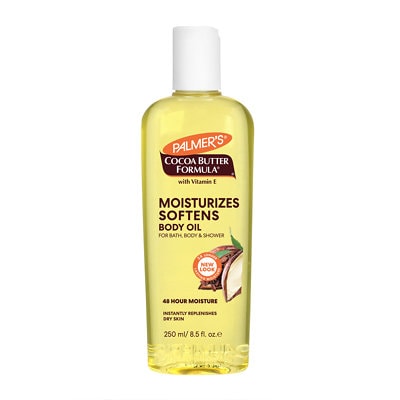 PALMER'S®
COCOA BUTTER
FORMULA®
with Vitamin E
MOISTURIZES
SOFTENS
BODY OIL
FOR BATH, BODY & SHOWER
NEW
LOOK
48 HOUR MOISTURE
INSTANTLY REPLENISHES
DRY SKIN
250 ml/ 8.5 fl. oz.e